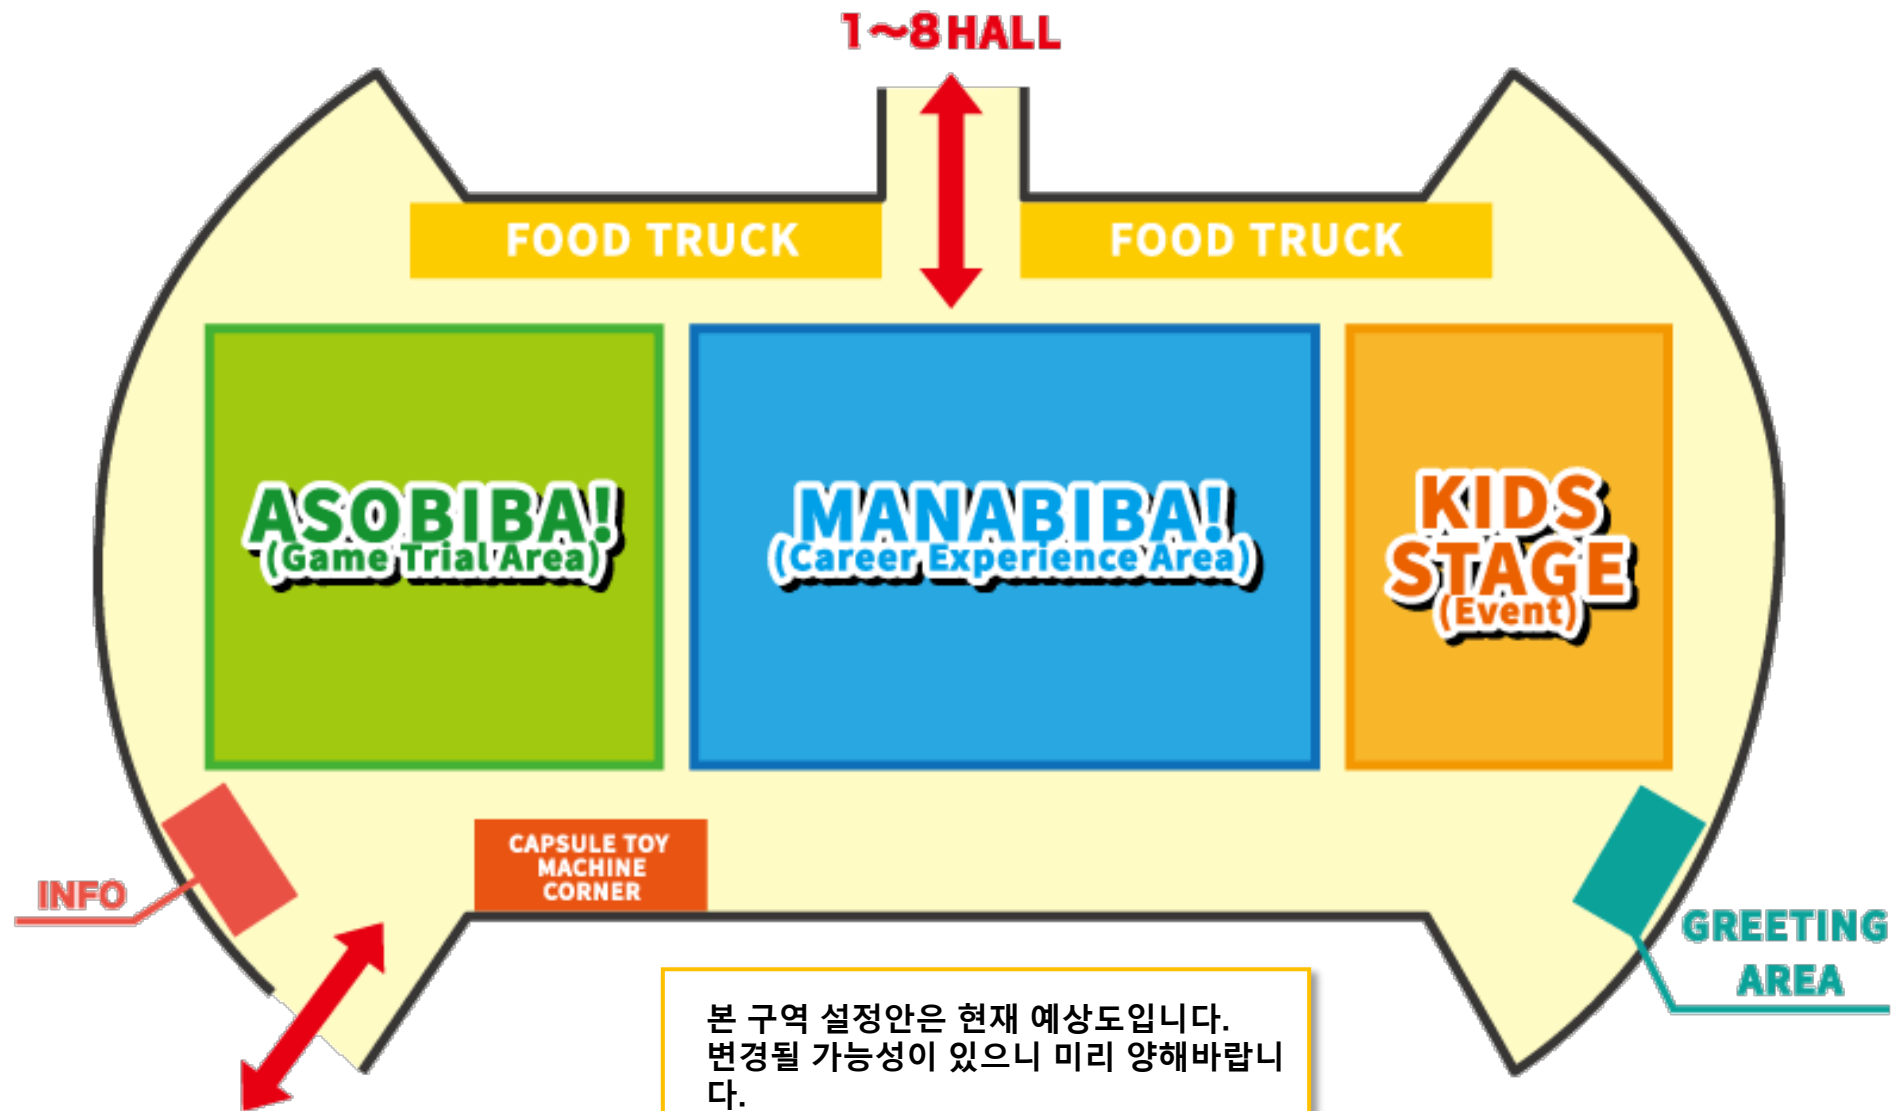 1～8 HALL
FOOD TRUCK
FOOD TRUCK
ASOBIBA!
(Game Trial Area)
MANABIBA!
(Career Experience Area)
KIDS
STAGE
(Event)
CAPSULE TOY
MACHINE
CORNER
INFO
GREETING
AREA
본 구역 설정안은 현재 예상도입니다.
변경될 가능성이 있으니 미리 양해바랍니
다.